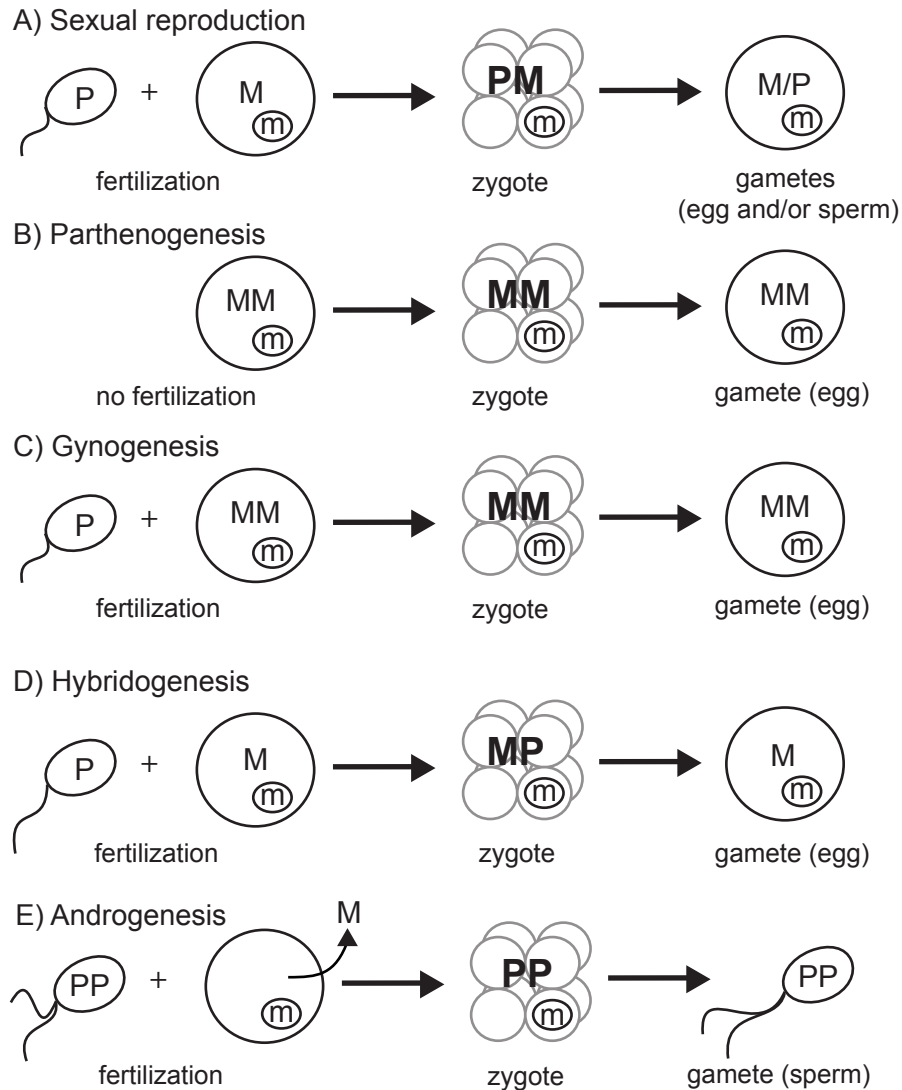 A) Sexual reproduction
P + M m PM m M/P m
fertilization zygote gametes
(egg and/or sperm)
B) Parthenogenesis
MM m MM m MM m
no fertilization zygote gamete (egg)
C) Gynogenesis
P + MM m MM m MM m
fertilization zygote gamete (egg)
D) Hybridogenesis
P + M m MP m M m
fertilization zygote gamete (egg)
E) Androgenesis
M
PP + m PP m PP
fertilization zygote gamete (sperm)